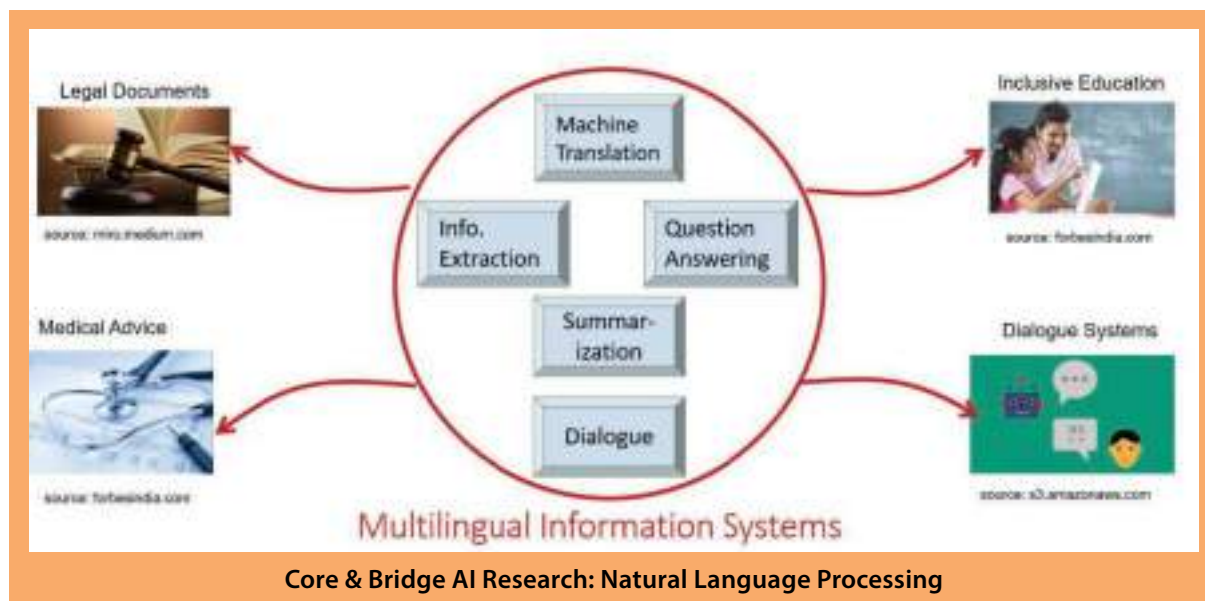 Legal Documents
source: miro.medium.com
Medical Advice
source: forbesindia.com
Machine
Translation
Info.
Extraction
Question
Answering
Summar-
ization
Dialogue
Inclusive Education
source: forbesindia.com
Dialogue Systems
source: s3.amazonaws.com
Multilingual Information Systems
Core & Bridge AI Research: Natural Language Processing